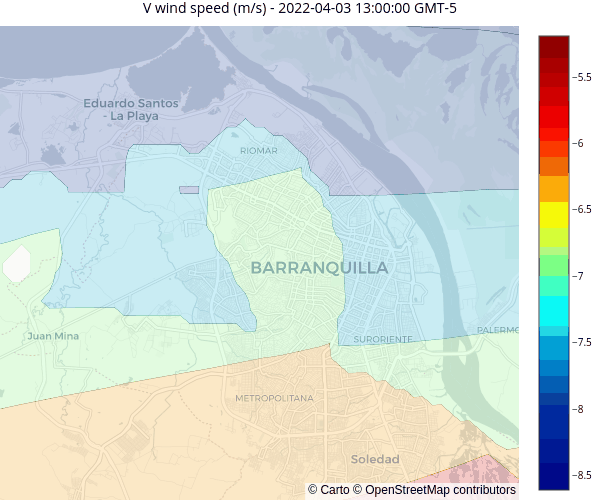 V wind speed (m/s) - 2022-04-03 13:00:00 GMT-5
Eduardo Santos
- La Playa
RIOMAR
BARRANQUILLA
Juan Mina
SURORIENTE
PALERMO
METROPOLITANA
Soledad
© Carto © OpenStreetMap contributors
−5.5
−6
−6.5
−7
−7.5
−8
−8.5